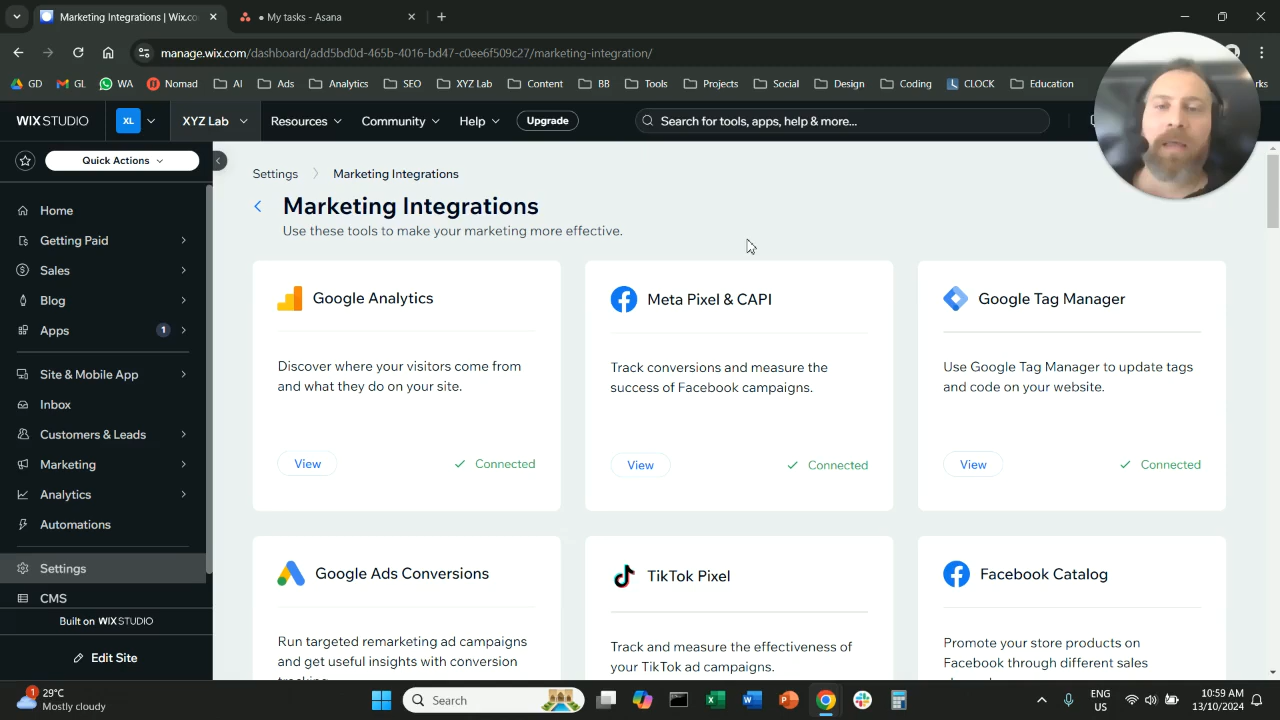 Marketing Integrations | Wix.co
• My tasks - Asana
manage.wix.com/dashboard/add5bd0d-465b-4016-bd47-c0ee6f509c27/marketing-integration/
GD GL WA Nomad AI Ads Analytics SEO XYZ Lab Content BB Tools Projects Social Design Coding CLOCK Education
WIX STUDIO XL XYZ Lab Resources Community Help Upgrade Search for tools, apps, help & more...
Quick Actions
Home
Getting Paid
Sales
Blog
Apps 1
Site & Mobile App
Inbox
Customers & Leads
Marketing
Analytics
Automations
Settings
CMS
Built on WIX STUDIO
Edit Site
Settings Marketing Integrations
Marketing Integrations
Use these tools to make your marketing more effective.
Google Analytics
Discover where your visitors come from
and what they do on your site.
View Connected
Meta Pixel & CAPI
Track conversions and measure the
success of Facebook campaigns.
View Connected
Google Tag Manager
Use Google Tag Manager to update tags
and code on your website.
View Connected
Google Ads Conversions
Run targeted remarketing ad campaigns
and get useful insights with conversion
TikTok Pixel
Track and measure the effectiveness of
your TikTok ad campaigns.
Facebook Catalog
Promote your store products on
Facebook through different sales
1
29°C
Mostly cloudy
Search
ENG
US
10:59 AM
13/10/2024